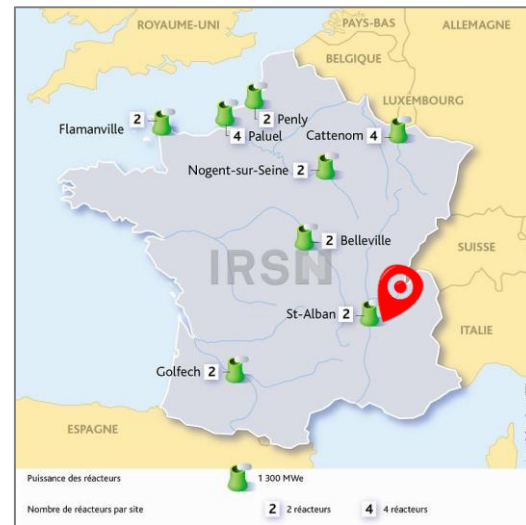 ROYAUME-UNI
PAYS-BAS
ALLEMAGNE
BELGIQUE
LUXEMBOURG
Flamanville 2
2 Penly
4 Paluel
Cattenom 4
Nogent-sur-Seine 2
2 Belleville
IRSN
SUISSE
St-Alban 2
ITALIE
Golfech 2
ESPAGNE
Puissance des réacteurs 1 300 MWe
Nombre de réacteurs par site 2 2 réacteurs 4 4 réacteurs